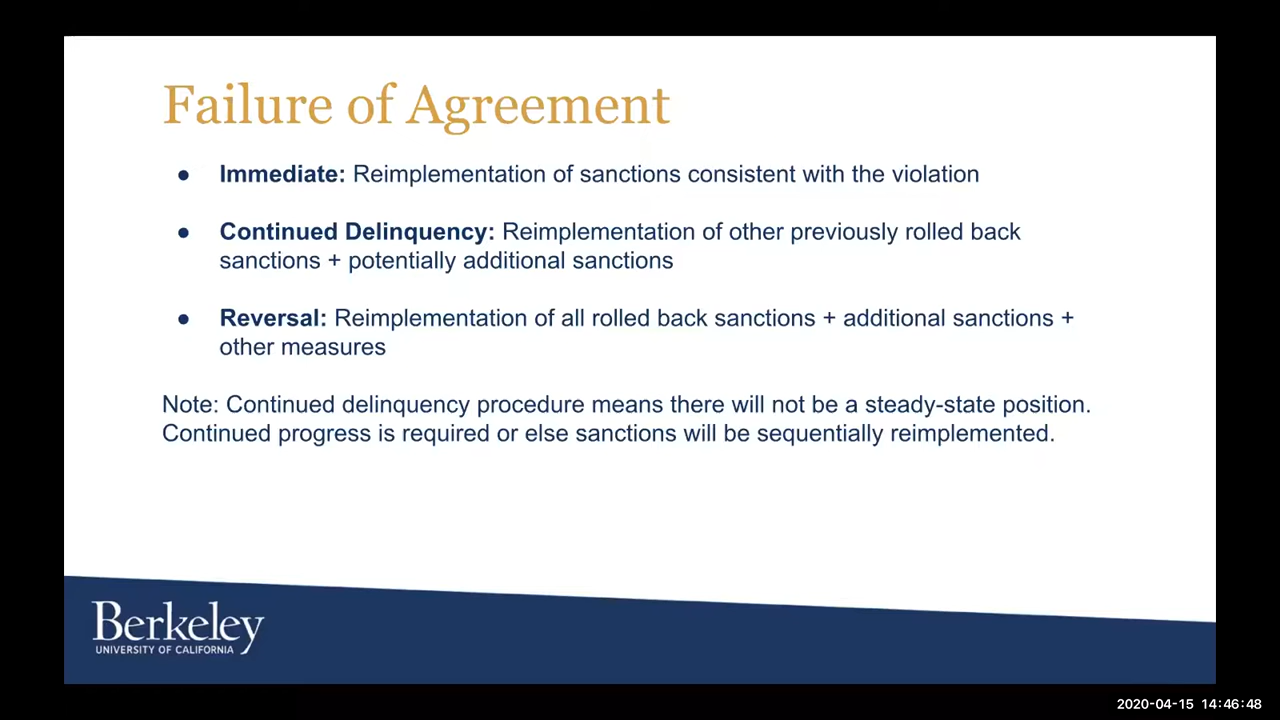 Failure of Agreement
● Immediate: Reimplementation of sanctions consistent with the violation
● Continued Delinquency: Reimplementation of other previously rolled back
sanctions + potentially additional sanctions
● Reversal: Reimplementation of all rolled back sanctions + additional sanctions +
other measures
Note: Continued delinquency procedure means there will not be a steady-state position.
Continued progress is required or else sanctions will be sequentially reimplemented.
Berkeley
UNIVERSITY OF CALIFORNIA
2020-04-15 14:46:48